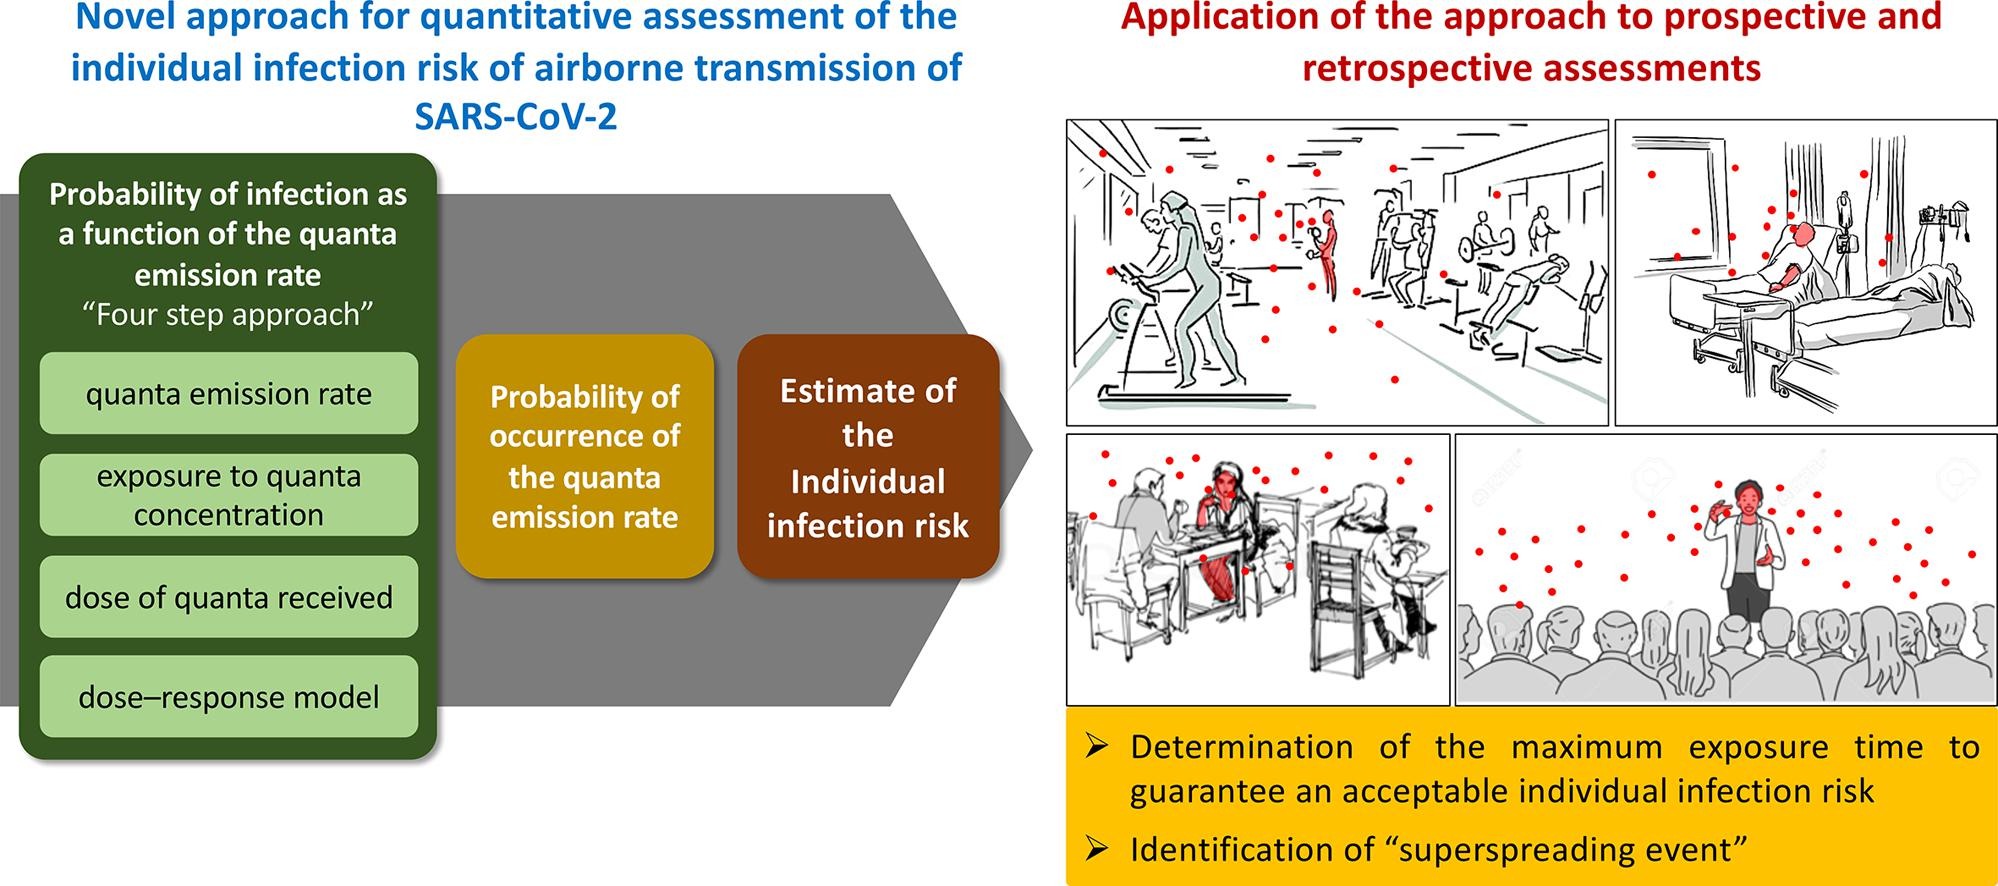 Novel approach for quantitative assessment of the
individual infection risk of airborne transmission of
SARS-CoV-2
Probability of infection as
a function of the quanta
emission rate
“Four step approach”
quanta emission rate
exposure to quanta
concentration
dose of quanta received
dose–response model
Probability of
occurrence of
the quanta
emission rate
Estimate of
the
Individual
infection risk
Application of the approach to prospective and
retrospective assessments
➢ Determination of the maximum exposure time to
guarantee an acceptable individual infection risk
➢ Identification of “superspreading event”